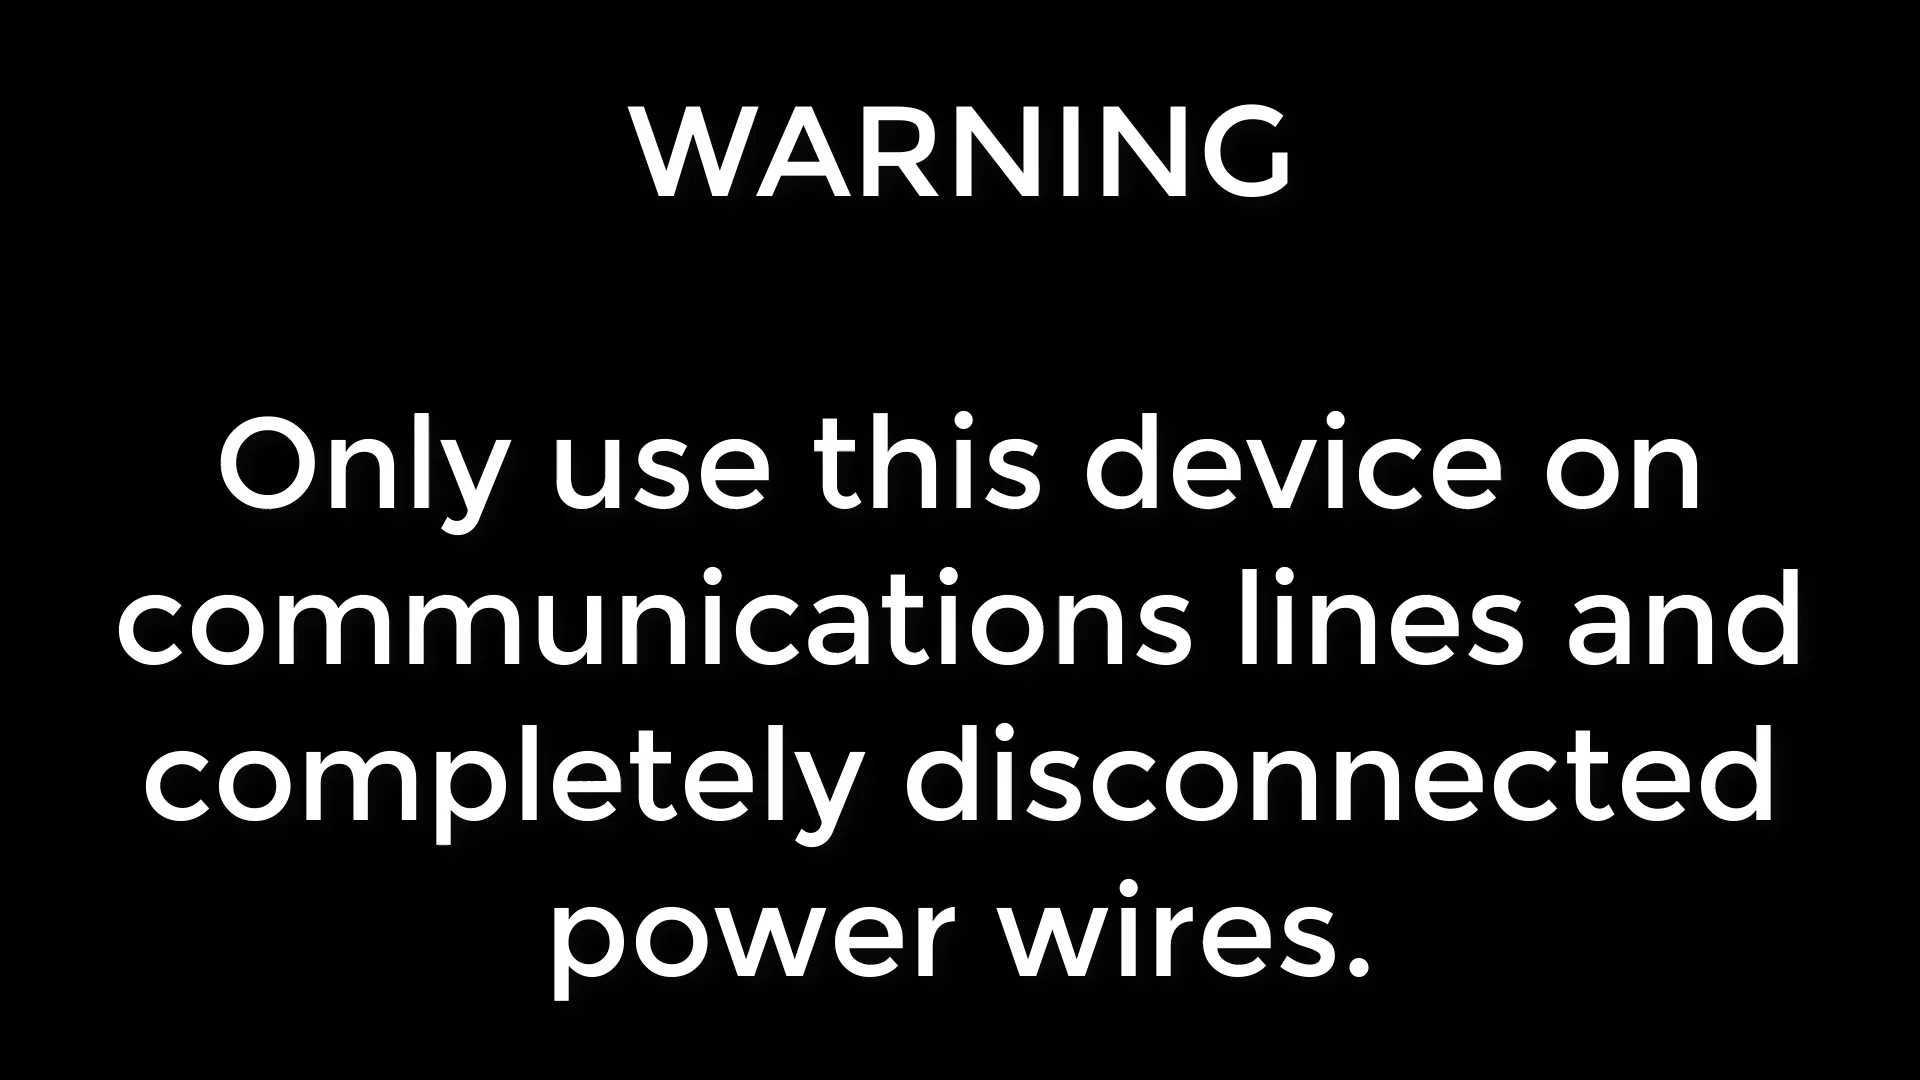 WARNING
Only use this device on
communications lines and
completely disconnected
power wires.